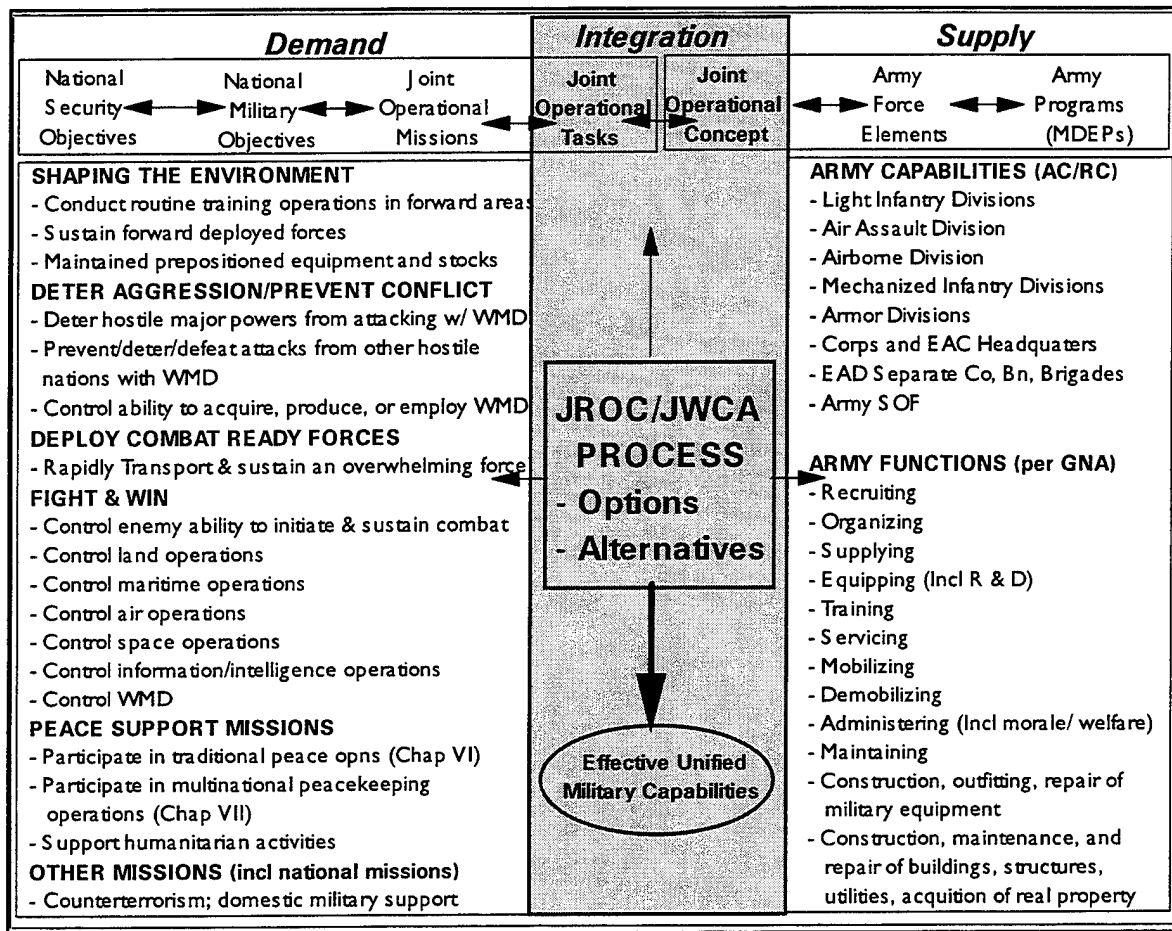 Demand
Integration
Supply
National
Security
Objectives
National
Military
Objectives
Joint
Operational
Missions
Joint
Operational
Tasks
Joint
Operational
Concept
Army
Force
Elements
Army
Programs
(MDEPs)
SHAPING THE ENVIRONMENT
- Conduct routine training operations in forward areas
- Sustain forward deployed forces
- Maintained prepositioned equipment and stocks
DETER AGGRESSION/PREVENT CONFLICT
- Deter hostile major powers from attacking w/ WMD
- Prevent/deter/defeat attacks from other hostile
nations with WMD
- Control ability to acquire, produce, or employ WMD
DEPLOY COMBAT READY FORCES
- Rapidly Transport & sustain an overwhelming force
FIGHT & WIN
- Control enemy ability to initiate & sustain combat
- Control land operations
- Control maritime operations
- Control air operations
- Control space operations
- Control information/intelligence operations
- Control WMD
PEACE SUPPORT MISSIONS
- Participate in traditional peace opns (Chap VI)
- Participate in multinational peacekeeping
operations (Chap VII)
- Support humanitarian activities
OTHER MISSIONS (incl national missions)
- Counterterrorism; domestic military support
JROC/JWCA
PROCESS
- Options
- Alternatives
Effective Unified
Military Capabilities
ARMY CAPABILITIES (AC/RC)
- Light Infantry Divisions
- Air Assault Division
- Airborne Division
- Mechanized Infantry Divisions
- Armor Divisions
- Corps and EAC Headquaters
- EAD Separate Co, Bn, Brigades
- Army SOF
ARMY FUNCTIONS (per GNA)
- Recruiting
- Organizing
- Supplying
- Equipping (Incl R & D)
- Training
- Servicing
- Mobilizing
- Demobilizing
- Administering (Incl morale/ welfare)
- Maintaining
- Construction, outfitting, repair of
military equipment
- Construction, maintenance, and
repair of buildings, structures,
utilities, acquition of real property